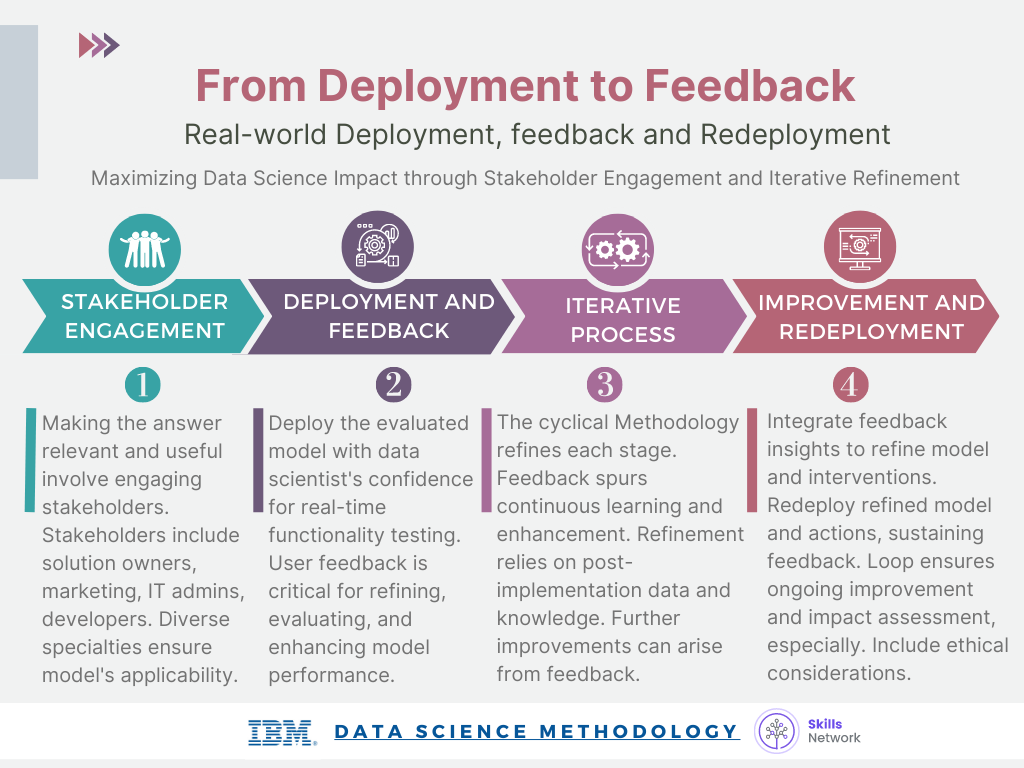 From Deployment to Feedback
Real-world Deployment, feedback and Redeployment
Maximizing Data Science Impact through Stakeholder Engagement and Iterative Refinement
STAKEHOLDER
ENGAGEMENT
1
Making the answer
relevant and useful
involve engaging
stakeholders.
Stakeholders include
solution owners,
marketing, IT admins,
developers. Diverse
specialties ensure
model's applicability.
DEPLOYMENT AND
FEEDBACK
2
Deploy the evaluated
model with data
scientist's confidence
for real-time
functionality testing.
User feedback is
critical for refining,
evaluating, and
enhancing model
performance.
ITERATIVE
PROCESS
3
The cyclical Methodology
refines each stage.
Feedback spurs
continuous learning and
enhancement. Refinement
relies on post-
implementation data and
knowledge. Further
improvements can arise
from feedback.
IMPROVEMENT AND
REDEPLOYMENT
4
Integrate feedback
insights to refine model
and interventions.
Redeploy refined model
and actions, sustaining
feedback. Loop ensures
ongoing improvement
and impact assessment,
especially. Include ethical
considerations.
IBM®
DATA SCIENCE METHODOLOGY
Skills
Network